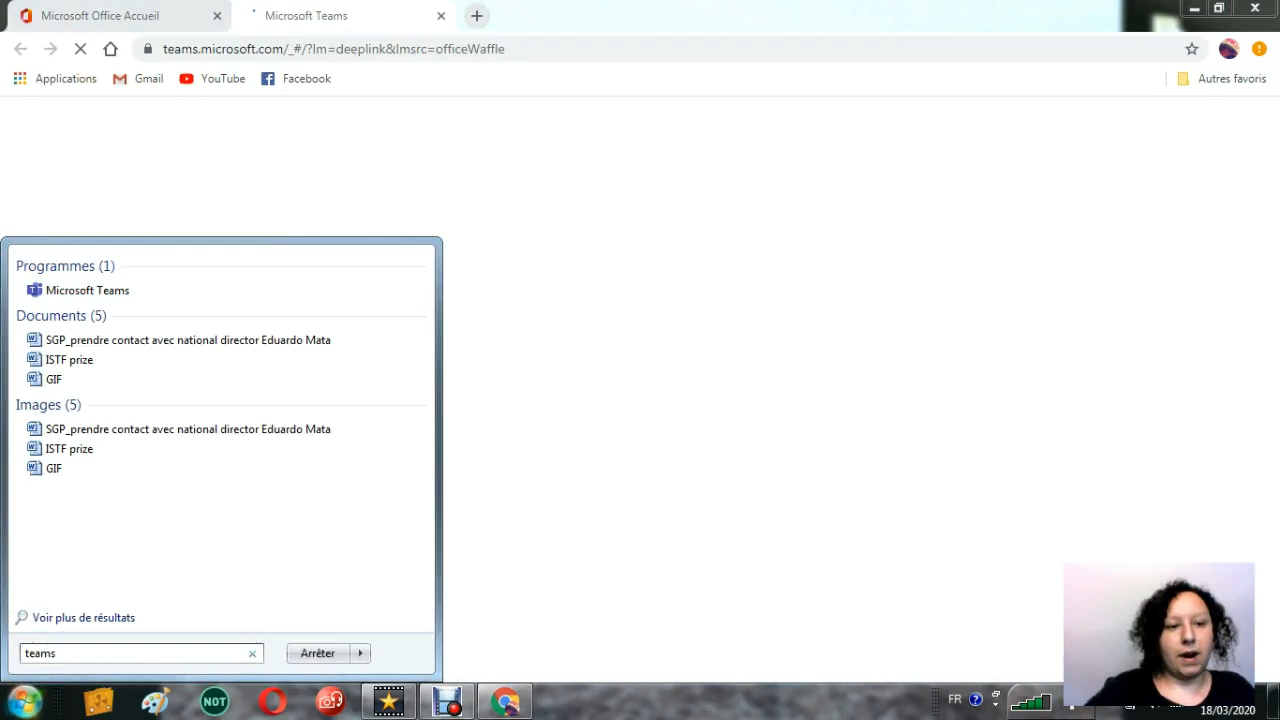 Microsoft Office Accueil
Microsoft Teams
teams.microsoft.com/_#/?lm=deeplink&lmsrc=officeWaffle
Applications
Gmail
YouTube
Facebook
Autres favoris
Programmes (1)
Microsoft Teams
Documents (5)
SGP_prendre contact avec national director Eduardo Mata
ISTF prize
GIF
Images (5)
SGP_prendre contact avec national director Eduardo Mata
ISTF prize
GIF
Voir plus de résultats
teams
Arrêter
NOT
FR
18/03/2020